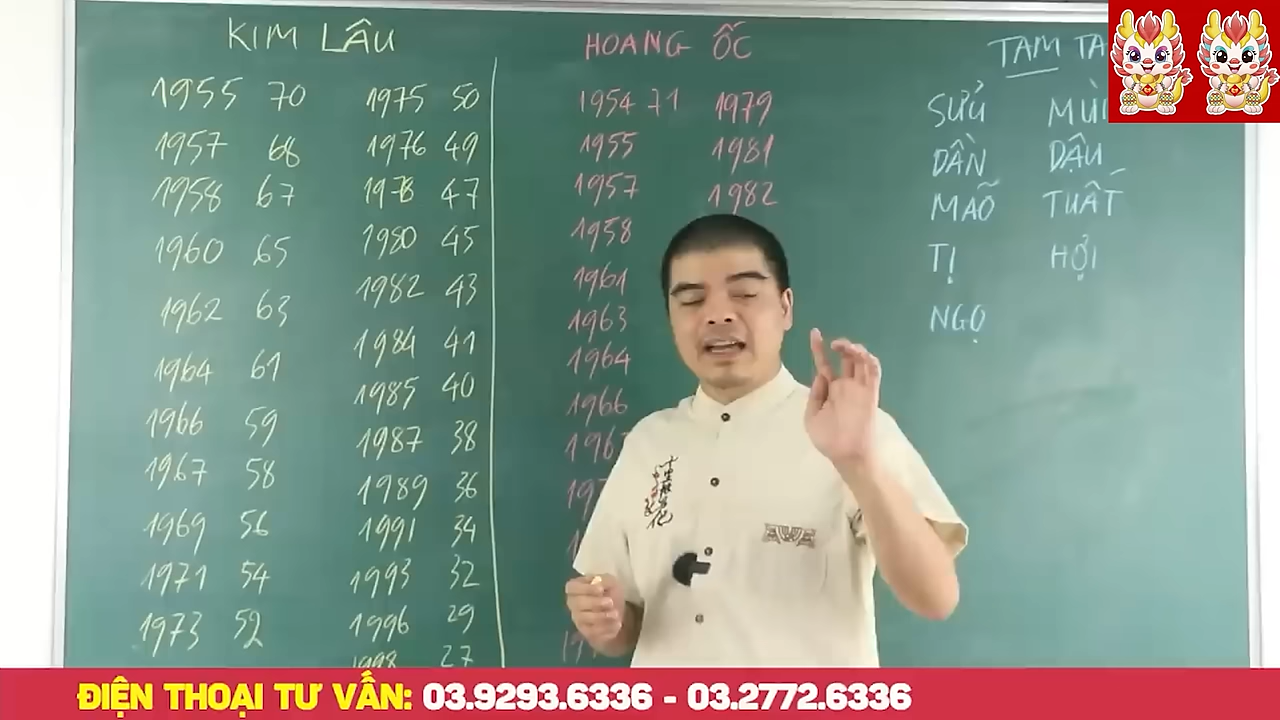 KIM LÂU
1955 70
1957 68
1958 67
1960 65
1962 63
1964 61
1966 59
1967 58
1969 56
1971 54
1973 52
1975 50
1976 49
1978 47
1980 45
1982 43
1984 41
1985 40
1987 38
1989 36
1991 34
1993 32
1996 29
1998 27
HOANG ỐC
1954 71
1955
1957
1958
1961
1963
1964
1966
1979
1981
1982
TAM TA
SỬU
DẦN
MÃO
TỊ
NGỌ
MÙI
DẬU
TUẤT
HỢI
ĐIỆN THOẠI TƯ VẤN: 03.9293.6336 - 03.2772.6336